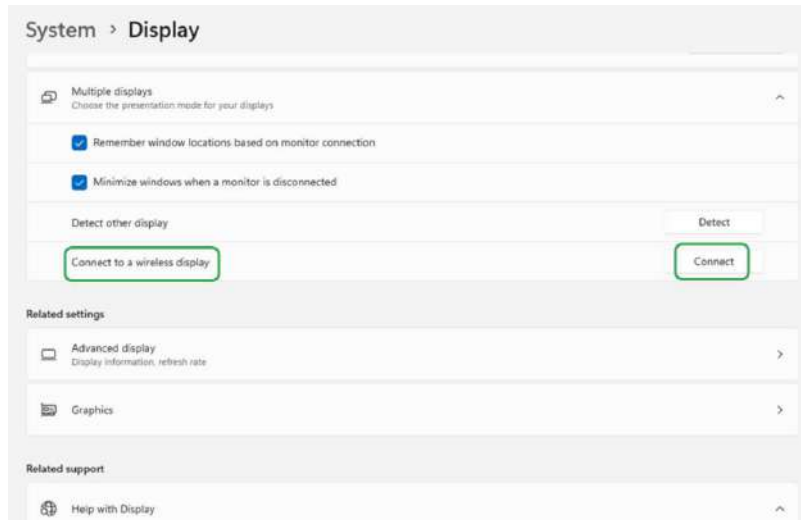 System > Display
Multiple displays
Choose the presentation mode for your displays
Remember window locations based on monitor connection
Minimize windows when a monitor is disconnected
Detect other display
Detect
Connect to a wireless display
Connect
Related settings
Advanced display
Display information, refresh rate
Graphics
Related support
Help with Display